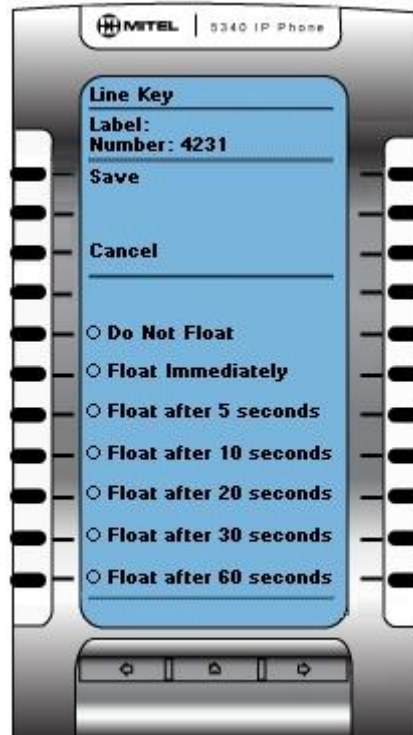 MITEL | 5340 IP Phone
Line Key
Label:
Number: 4231
Save
Cancel
Do Not Float
Float Immediately
Float after 5 seconds
Float after 10 seconds
Float after 20 seconds
Float after 30 seconds
Float after 60 seconds